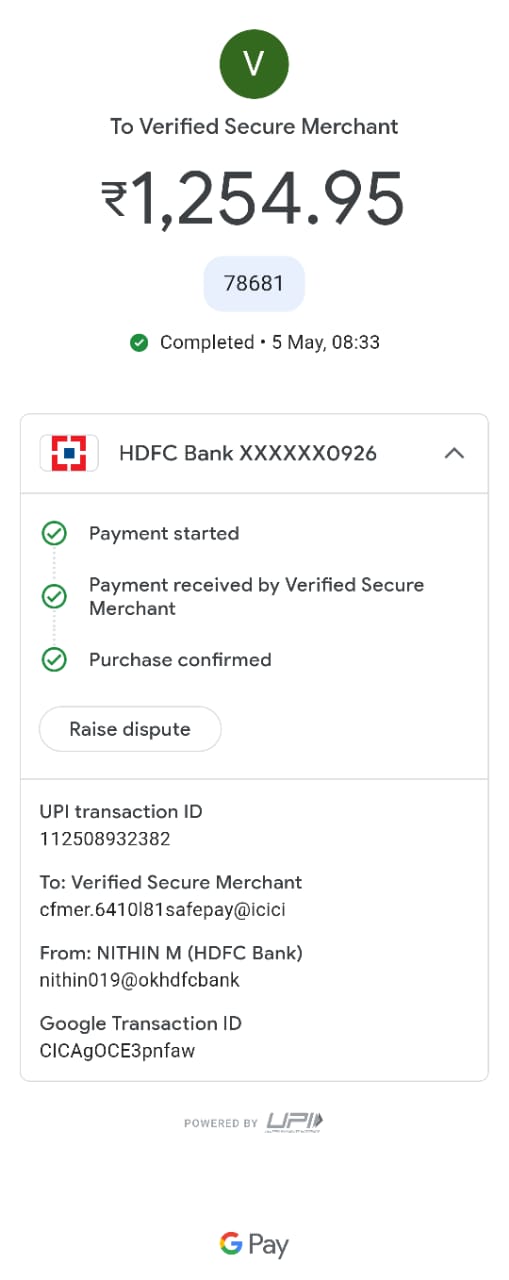 V
To Verified Secure Merchant
₹1,254.95
78681
Completed • 5 May, 08:33
HDFC Bank XXXXXX0926
Payment started
Payment received by Verified Secure
Merchant
Purchase confirmed
Raise dispute
UPI transaction ID
112508932382
To: Verified Secure Merchant
cfmer.6410l81safepay@icici
From: NITHIN M (HDFC Bank)
nithin019@okhdfcbank
Google Transaction ID
CICAgOCE3pnfaw
POWERED BY UPI
G Pay